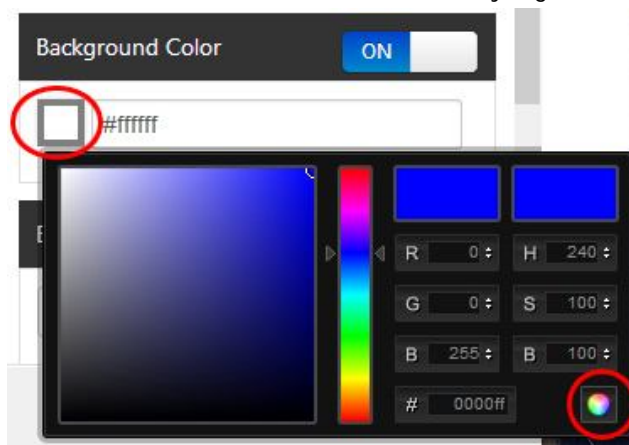 Background Color ON
#ffffff
R 0 H 240
G 0 S 100
B 255 B 100
# 0000ff